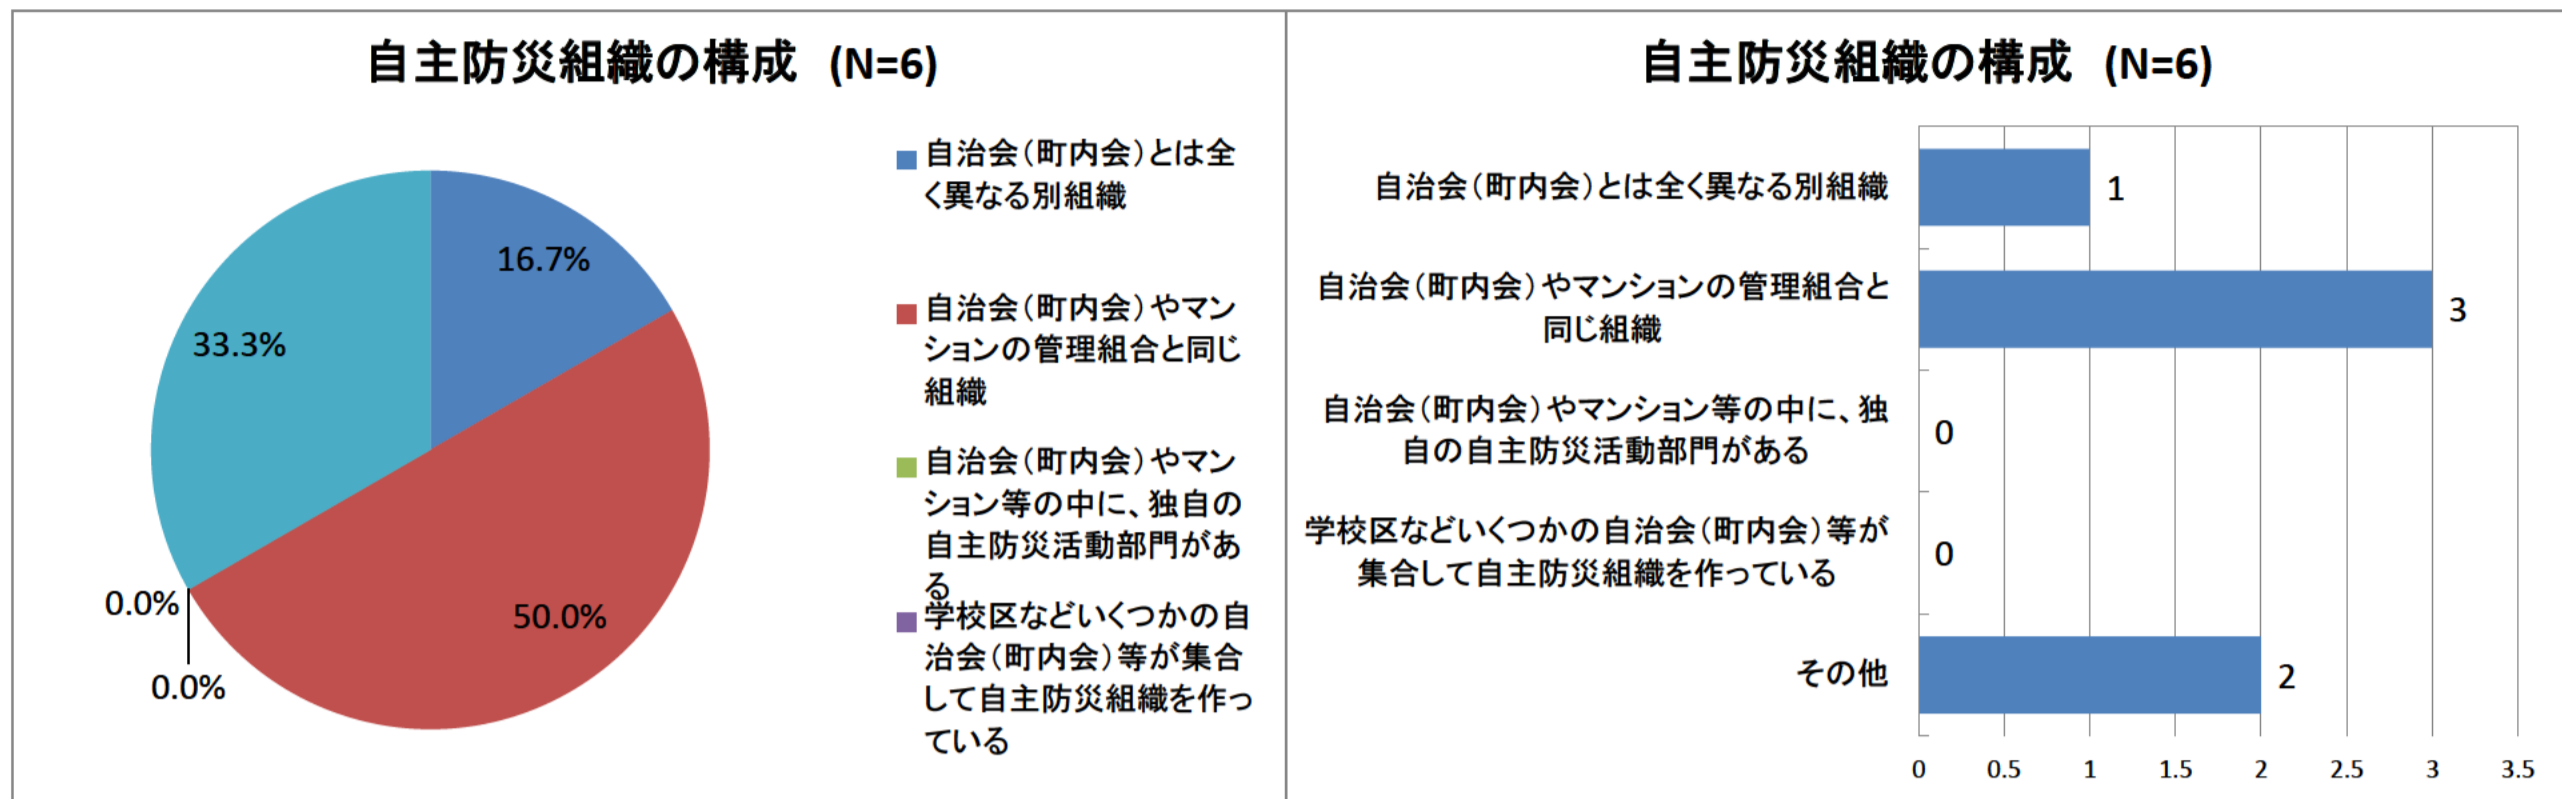 自主防災組織の構成 (N=6)
16.7%
33.3%
50.0%
0.0%
0.0%
自治会（町内会）とは全
く異なる別組織
自治会（町内会）やマン
ションの管理組合と同じ
組織
自治会（町内会）やマン
ション等の中に、独自の
自主防災活動部門があ
る
学校区などいくつかの自
治会（町内会）等が集合
して自主防災組織を作っ
ている
自主防災組織の構成 (N=6)
自治会（町内会）とは全く異なる別組織
1
自治会（町内会）やマンションの管理組合と
同じ組織
3
自治会（町内会）やマンション等の中に、独
自の自主防災活動部門がある
0
学校区などいくつかの自治会（町内会）等が
集合して自主防災組織を作っている
0
その他
2
0 0.5 1 1.5 2 2.5 3 3.5